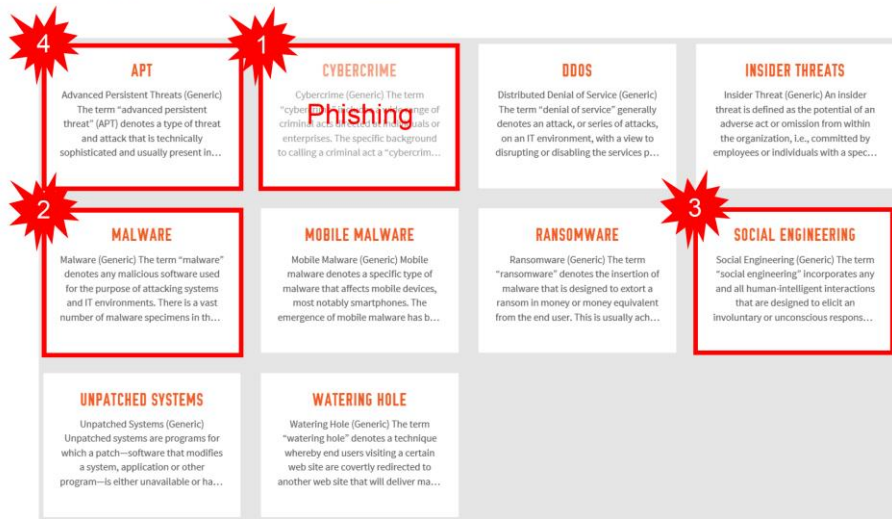 4
APT
Advanced Persistent Threats (Generic)
The term “advanced persistent
threat” (APT) denotes a type of threat
and attack that is technically
sophisticated and usually present in…
1
CYBERCRIME
Cybercrime (Generic) The term
Phishing
criminal acts directed
enterprises. The specific background
to calling a criminal act a “cybercrim…
DDOS
Distributed Denial of Service (Generic)
The term “denial of service” generally
denotes an attack, or series of attacks,
on an IT environment, with a view to
disrupting or disabling the services p…
INSIDER THREATS
Insider Threat (Generic) An insider
threat is defined as the potential of an
adverse act or omission from within
the organization, i.e., committed by
employees or individuals with a spec…
2
MALWARE
Malware (Generic) The term “malware”
denotes any malicious software used
for the purpose of attacking systems
and IT environments. There is a vast
number of malware specimens in th…
MOBILE MALWARE
Mobile Malware (Generic) Mobile
malware denotes a specific type of
malware that affects mobile devices,
most notably smartphones. The
emergence of mobile malware has b…
RANSOMWARE
Ransomware (Generic) The term
“ransomware” denotes the insertion of
malware that is designed to extort a
ransom in money or money equivalent
from the end user. This is usually ach…
3
SOCIAL ENGINEERING
Social Engineering (Generic) The term
“social engineering” incorporates any
and all human-intelligent interactions
that are designed to elicit an
involuntary or unconscious respons…
UNPATCHED SYSTEMS
Unpatched Systems (Generic)
Unpatched systems are programs for
which a patch—software that modifies
a system, application or other
program—is either unavailable or ha…
WATERING HOLE
Watering Hole (Generic) The term
“watering hole” denotes a technique
whereby end users visiting a certain
web site are covertly redirected to
another web site that will deliver ma…